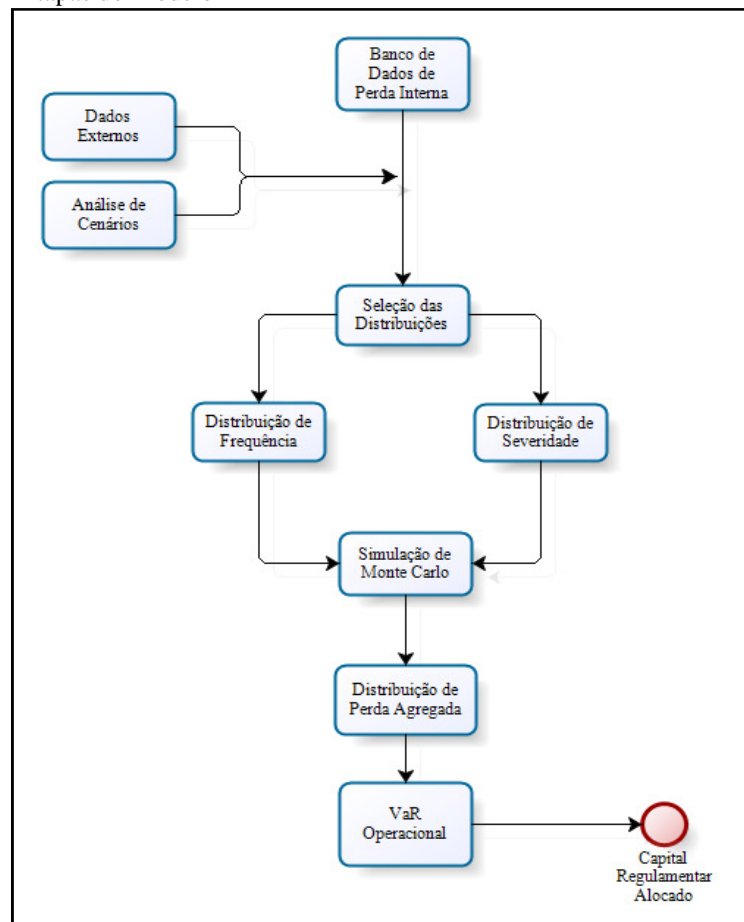 Banco de
Dados de
Perda Interna
Dados
Externos
Análise de
Cenários
Seleção das
Distribuições
Distribuição de
Frequência
Distribuição de
Severidade
Simulação de
Monte Carlo
Distribuição de
Perda Agregada
VaR
Operacional
Capital
Regulamentar
Alocado